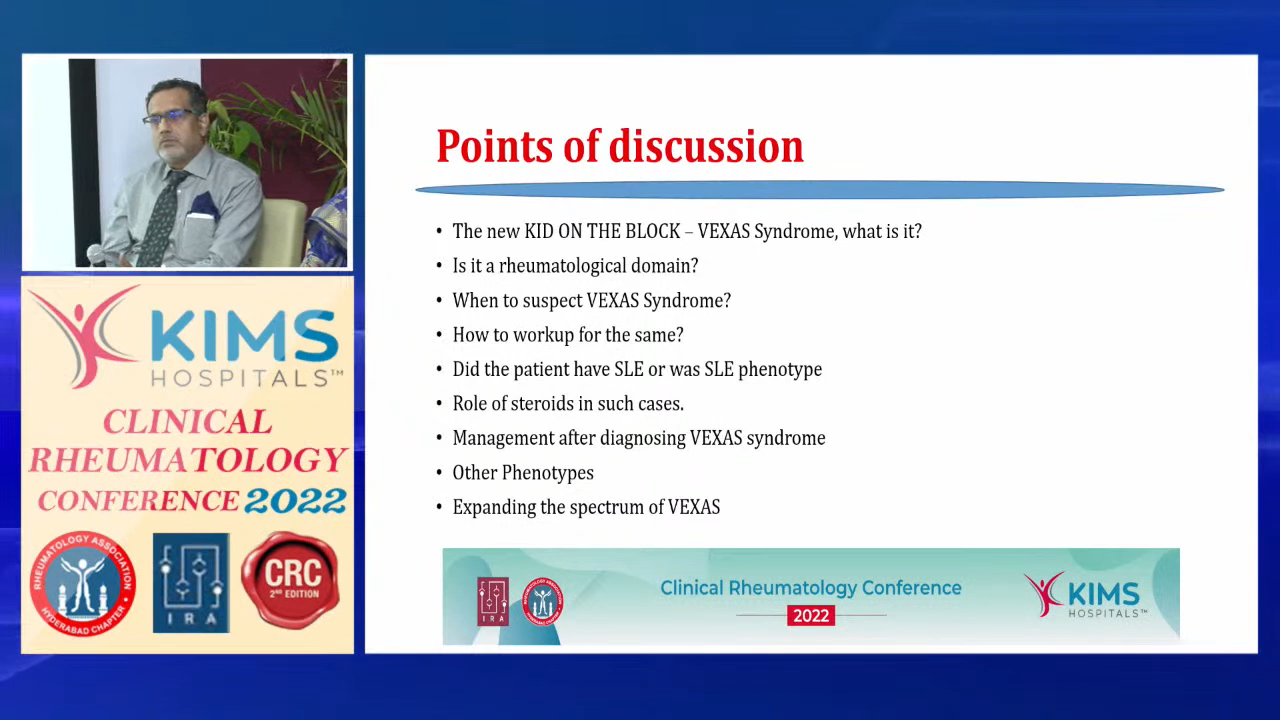 Points of discussion
• The new KID ON THE BLOCK – VEXAS Syndrome, what is it?
• Is it a rheumatological domain?
• When to suspect VEXAS Syndrome?
• How to workup for the same?
• Did the patient have SLE or was SLE phenotype
• Role of steroids in such cases.
• Management after diagnosing VEXAS syndrome
• Other Phenotypes
• Expanding the spectrum of VEXAS
KIMS
HOSPITALS™
CLINICAL
RHEUMATOLOGY
CONFERENCE 2022
RHEUMATOLOGY ASSOCIATION
HYDERABAD CHAPTER
IRA
CRC
2ND EDITION
IRA
Clinical Rheumatology Conference
2022
KIMS
HOSPITALS™